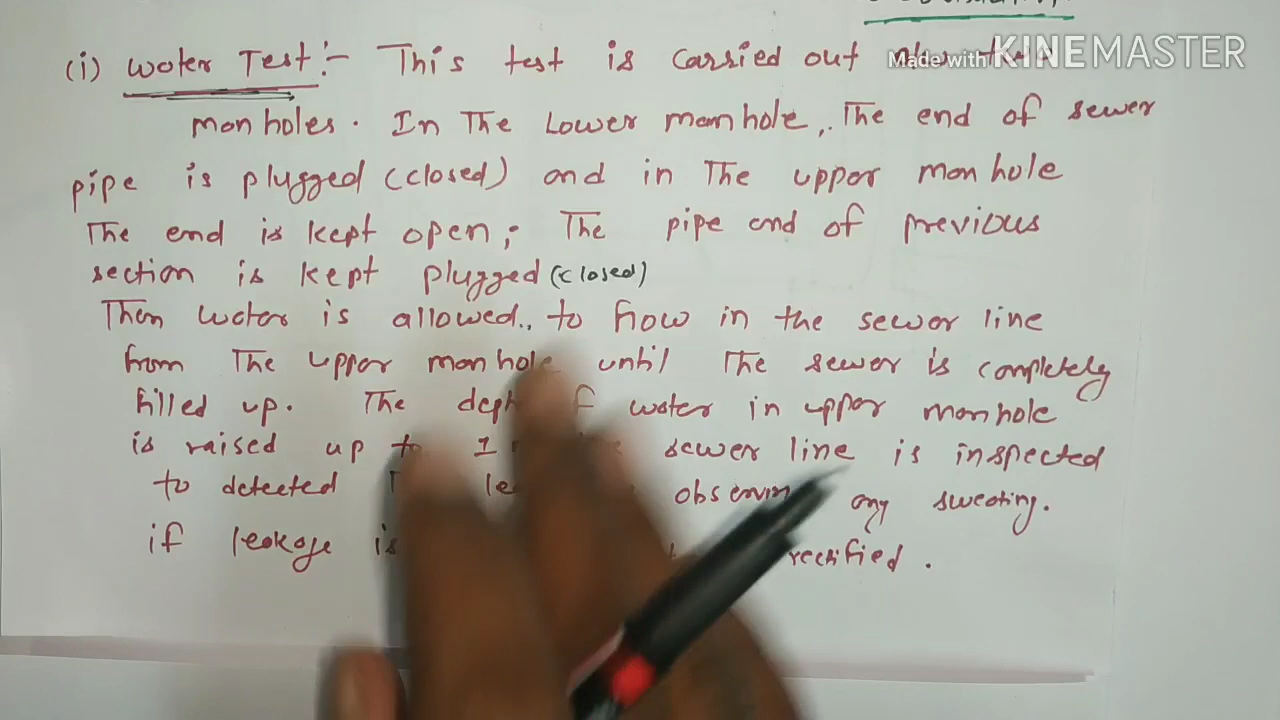 (i) Water Test :- This test is carried out
Made with KINEMASTER
manholes. In The Lower manhole, The end of sewer
pipe is plugged (closed) and in The upper manhole
The end is kept open; The pipe end of previous
section is kept plugged (closed)
Then water is allowed to flow in the sewer line
from The upper manhole until The sewer is completely
filled up. The of water in upper manhole
is raised up to 1 sewer line is inspected
to detected any sweating.
if leakage is rectified.